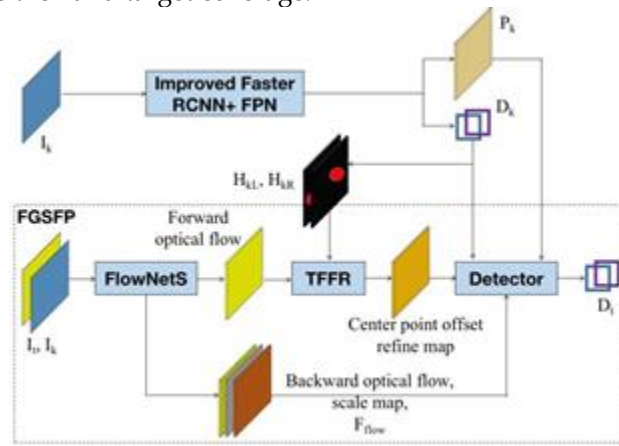 P_k
Improved Faster
RCNN+ FPN
D_k
I_k
H_kL, H_kR
FGSFP
Forward
optical flow
FlowNetS
TFFR
Detector
D_t
Center point offset
refine map
I_t, I_k
Backward optical flow,
scale map,
F_flow